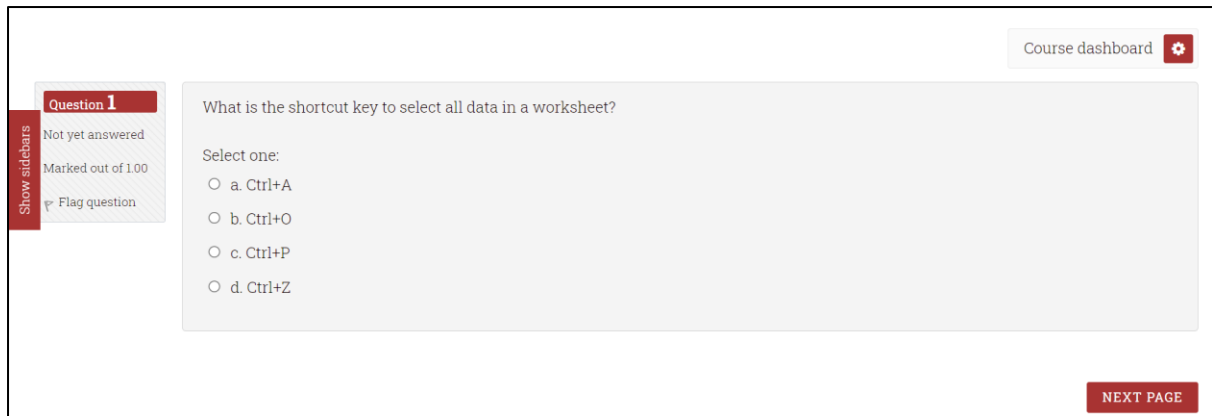 Course dashboard
Show sidebars
Question 1
Not yet answered
Marked out of 1.00
Flag question
What is the shortcut key to select all data in a worksheet?
Select one:
a. Ctrl+A
b. Ctrl+O
c. Ctrl+P
d. Ctrl+Z
NEXT PAGE